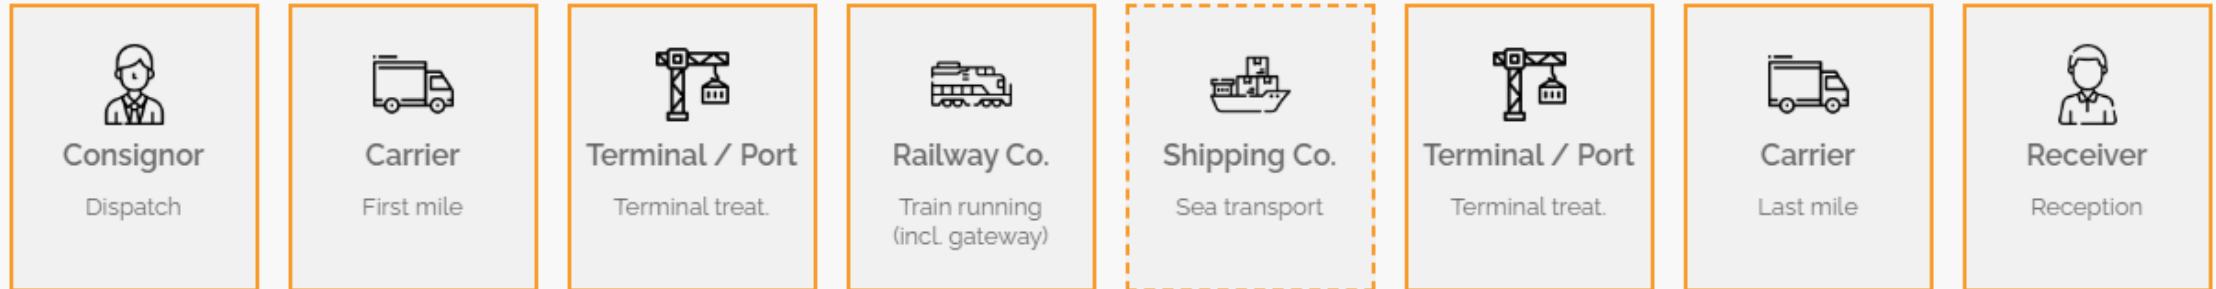 Consignor
Dispatch
Carrier
First mile
Terminal / Port
Terminal treat.
Railway Co.
Train running
(incl. gateway)
Shipping Co.
Sea transport
Terminal / Port
Terminal treat.
Carrier
Last mile
Receiver
Reception